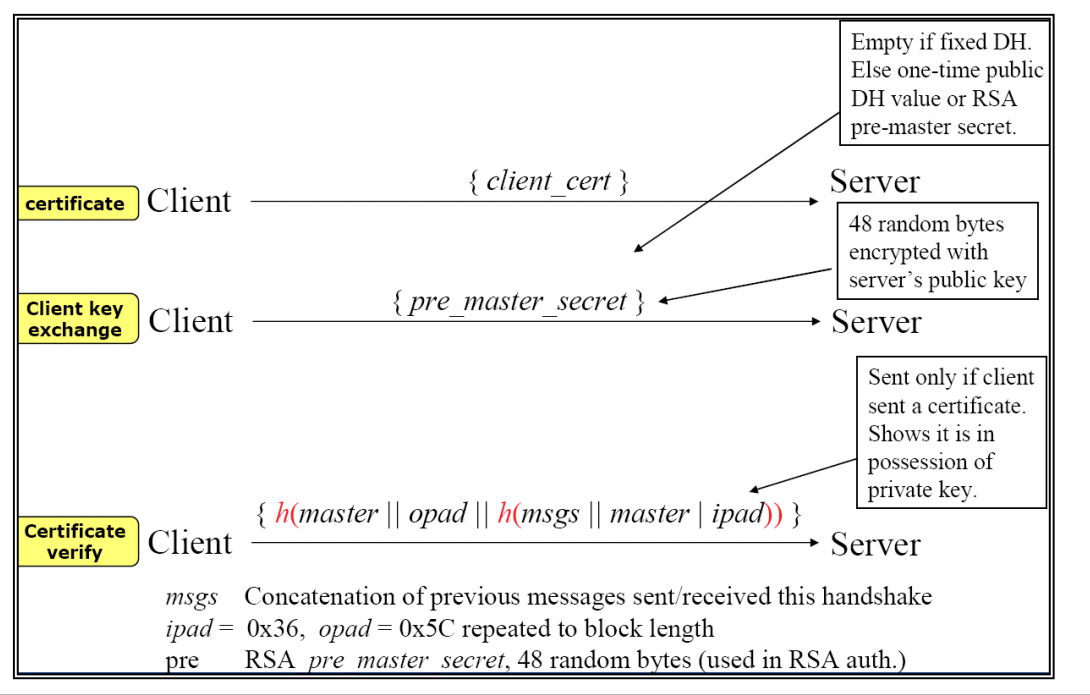 Empty if fixed DH.
Else one-time public
DH value or RSA
pre-master secret.
certificate
Client
{ client_cert }
Server
48 random bytes
encrypted with
server's public key
Client key
exchange
Client
{ pre_master_secret }
Server
Sent only if client
sent a certificate.
Shows it is in
possession of
private key.
Certificate
verify
Client
{ h(master || opad || h(msgs || master | ipad)) }
Server
msgs Concatenation of previous messages sent/received this handshake
ipad = 0x36, opad = 0x5C repeated to block length
pre RSA pre_master_secret, 48 random bytes (used in RSA auth.)